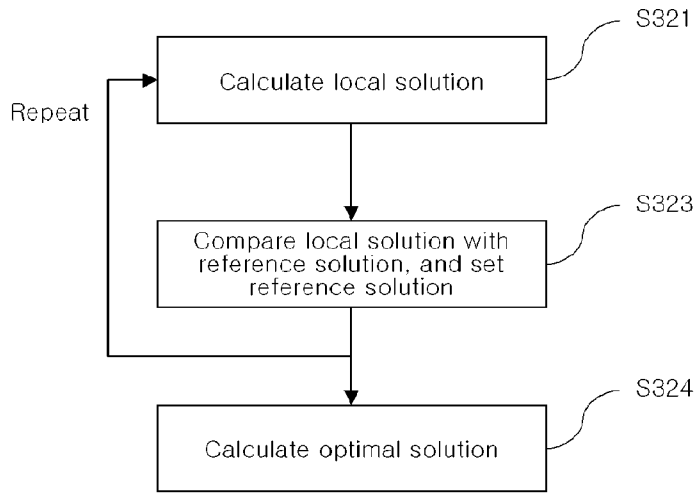 S321
Calculate local solution
Repeat
S323
Compare local solution with
reference solution, and set
reference solution
S324
Calculate optimal solution